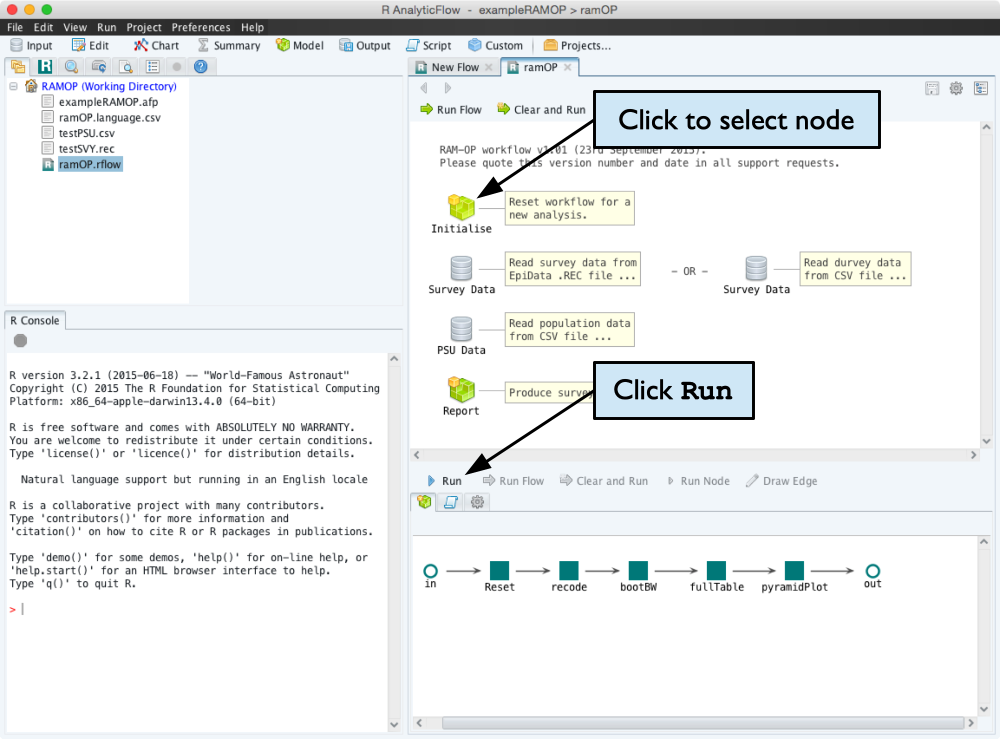 R AnalyticFlow - exampleRAMOP > ramOP
File Edit View Run Project Preferences Help
Input Edit Chart Summary Model Output Script Custom Projects...
RAMOP (Working Directory)
exampleRAMOP.afp
ramOP.language.csv
testPSU.csv
testSVY.rec
ramOP.rflow
New Flow ramOP
Run Flow Clear and Run
Click to select node
RAM-OP workflow v1.01 (23rd September 2015).
Please quote this version number and date in all support requests.
Initialise
Reset workflow for a
new analysis.
Survey Data
Read survey data from
EpiData .REC file ...
– OR –
Survey Data
Read durvey data
from CSV file ...
PSU Data
Read population data
from CSV file ...
Report
Produce survey
Click Run
Run Run Flow Clear and Run Run Node Draw Edge
in Reset recode bootBW fullTable pyramidPlot out
R Console
R version 3.2.1 (2015-06-18) -- "World-Famous Astronaut"
Copyright (C) 2015 The R Foundation for Statistical Computing
Platform: x86_64-apple-darwin13.4.0 (64-bit)
R is free software and comes with ABSOLUTELY NO WARRANTY.
You are welcome to redistribute it under certain conditions.
Type 'license()' or 'licence()' for distribution details.
Natural language support but running in an English locale
R is a collaborative project with many contributors.
Type 'contributors()' for more information and
'citation()' on how to cite R or R packages in publications.
Type 'demo()' for some demos, 'help()' for on-line help, or
'help.start()' for an HTML browser interface to help.
Type 'q()' to quit R.
>